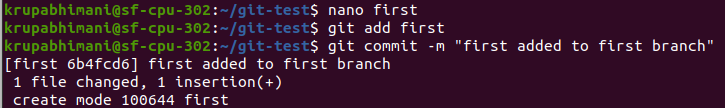 krupabhimani@sf-cpu-302:~/git-test$ nano first
krupabhimani@sf-cpu-302:~/git-test$ git add first
krupabhimani@sf-cpu-302:~/git-test$ git commit -m "first added to first branch"
[first 6b4fcd6] first added to first branch
 1 file changed, 1 insertion(+)
 create mode 100644 first